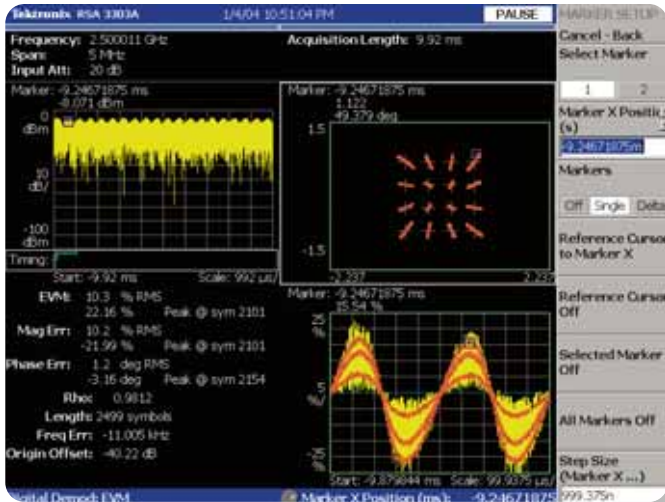 Tektronix RSA 3303A 1/4/04 10:51:04 PM PAUSE MARKER SETUP
Frequency: 2.500011 GHz Acquisition Length: 9.92 ms
Span: 5 MHz
Input Att: 20 dB
Cancel - Back
Select Marker
1 2
Marker X Position
(s)
-9.24671875m
Markers
Off Single Delta
Reference Cursor
to Marker X
Reference Cursor
Off
Selected Marker
Off
All Markers Off
Step Size
(Marker X ...)
999.375n
Marker: -9.24671875 ms
-8.071 dBm
0
dBm
10
dB/
-100
dBm
Timing:
Start: -9.92 ms Scale: 992 µs/
Marker: -9.24671875 ms
1.122
49.379 deg
1.5
-1.5
-2.237 2.237
EVM: 10.3 % RMS
22.16 % Peak @ sym 2101
Mag Err: 10.2 % RMS
-21.99 % Peak @ sym 2101
Phase Err: 1.2 deg RMS
-3.16 deg Peak @ sym 2154
Rho: 0.9812
Length: 2499 symbols
Freq Err: -11.005 kHz
Origin Offset: -40.22 dB
Marker: -9.24671875 ms
15.54 %
25
%
5
%/
-25
%
Start: -9.879844 ms Scale: 99.9375 µs/
Digital Demod: EVM Marker X Position (ms): -9.24671875